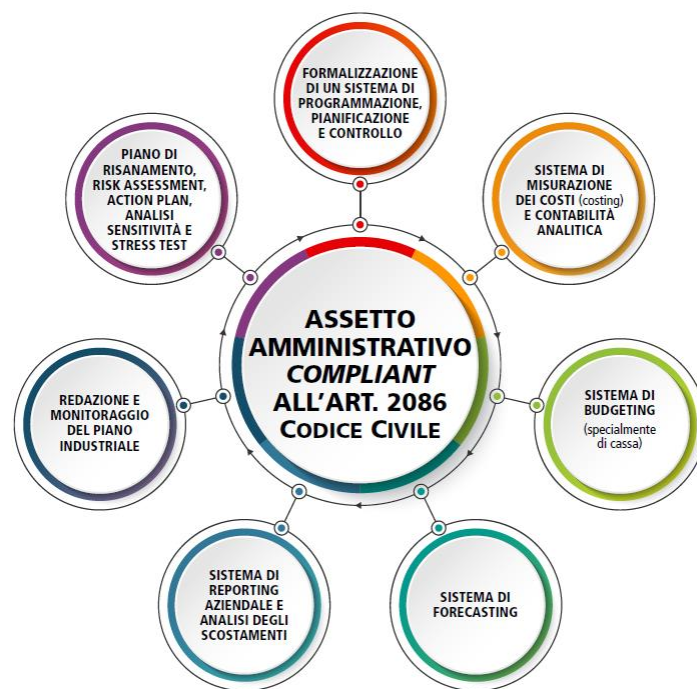 FORMALIZZAZIONE
DI UN SISTEMA DI
PROGRAMMAZIONE,
PIANIFICAZIONE
E CONTROLLO
SISTEMA DI
MISURAZIONE
DEI COSTI (costing)
E CONTABILITÀ
ANALITICA
SISTEMA DI
BUDGETING
(specialmente
di cassa)
SISTEMA DI
FORECASTING
SISTEMA DI
REPORTING
AZIENDALE E
ANALISI DEGLI
SCOSTAMENTI
REDAZIONE E
MONITORAGGIO
DEL PIANO
INDUSTRIALE
PIANO DI
RISANAMENTO,
RISK ASSESSMENT,
ACTION PLAN,
ANALISI
SENSITIVITÀ E
STRESS TEST
ASSETTO
AMMINISTRATIVO
COMPLIANT
ALL'ART. 2086
CODICE CIVILE